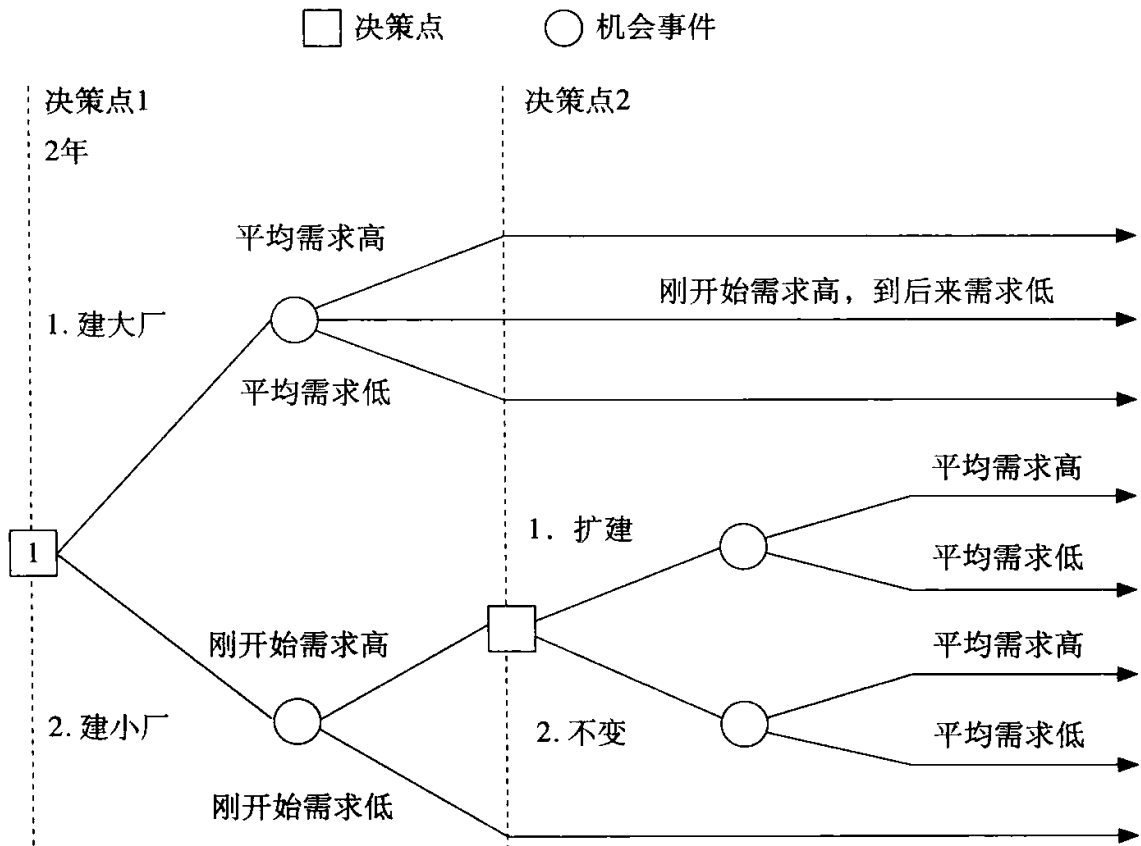 决策点 机会事件
决策点1 决策点2
2年
平均需求高
刚开始需求高，到后来需求低
1. 建大厂
平均需求低
平均需求高
1. 扩建
1
平均需求低
刚开始需求高
平均需求高
2. 建小厂
2. 不变
平均需求低
刚开始需求低